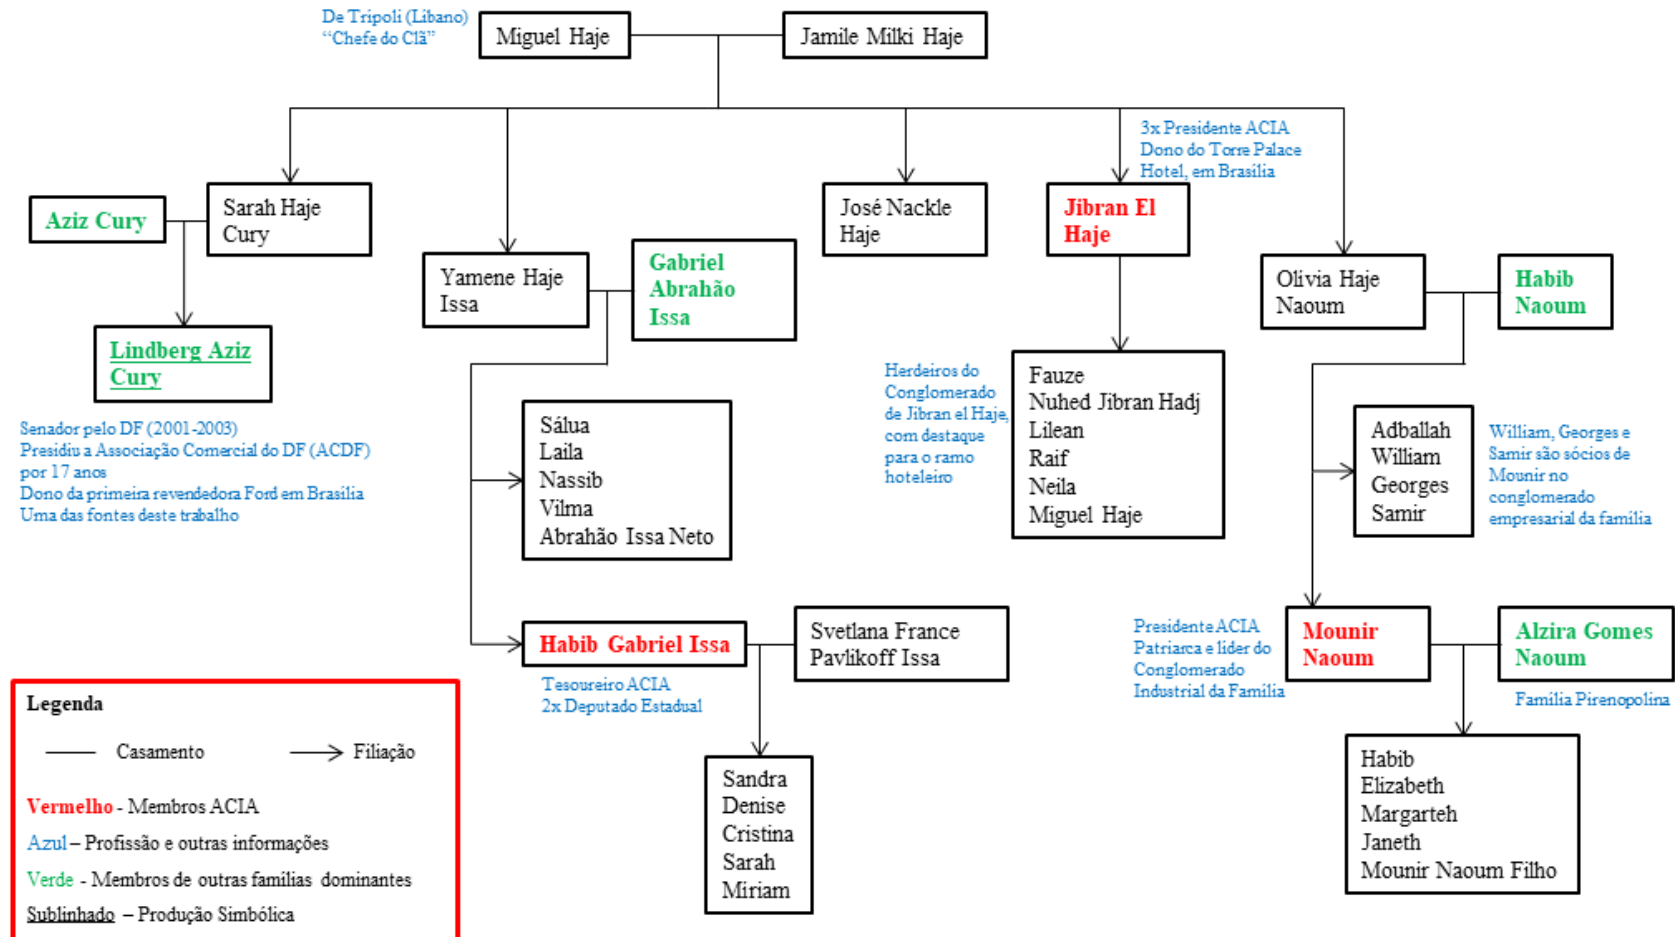 De Tripoli (Libano)
“Chefe do Clã”
Miguel Haje
Jamile Milki Haje
3x Presidente ACIA
Dono do Torre Palace
Hotel, em Brasília
Aziz Cury
Sarah Haje
Cury
José Nackle
Haje
Jibran El
Haje
Yamene Haje
Issa
Gabriel
Abrahão
Issa
Olivia Haje
Naoum
Habib
Naoum
Lindberg Aziz
Cury
Senador pelo DF (2001-2003)
Presidiu a Associação Comercial do DF (ACDF)
por 17 anos
Dono da primeira revendedora Ford em Brasília
Uma das fontes deste trabalho
Sálua
Laila
Nassib
Vilma
Abrahão Issa Neto
Herdeiros do
Conglomerado
de Jibran el Haje,
com destaque
para o ramo
hoteleiro
Fauze
Nuhed Jibran Hadj
Lilean
Raif
Neila
Miguel Haje
Adballah
William
Georges
Samir
William, Georges e
Samir são sócios de
Mounir no
conglomerado
empresarial da família
Habib Gabriel Issa
Svetlana France
Pavlikoff Issa
Tesoureiro ACIA
2x Deputado Estadual
Presidente ACIA
Patriarca e líder do
Conglomerado
Industrial da Família
Mounir
Naoum
Alzira Gomes
Naoum
Família Pirenopolina
Sandra
Denise
Cristina
Sarah
Miriam
Habib
Elizabeth
Margarteh
Janeth
Mounir Naoum Filho
Legenda
Casamento
Filiação
Vermelho - Membros ACIA
Azul – Profissão e outras informações
Verde - Membros de outras famílias dominantes
Sublinhado – Produção Simbólica